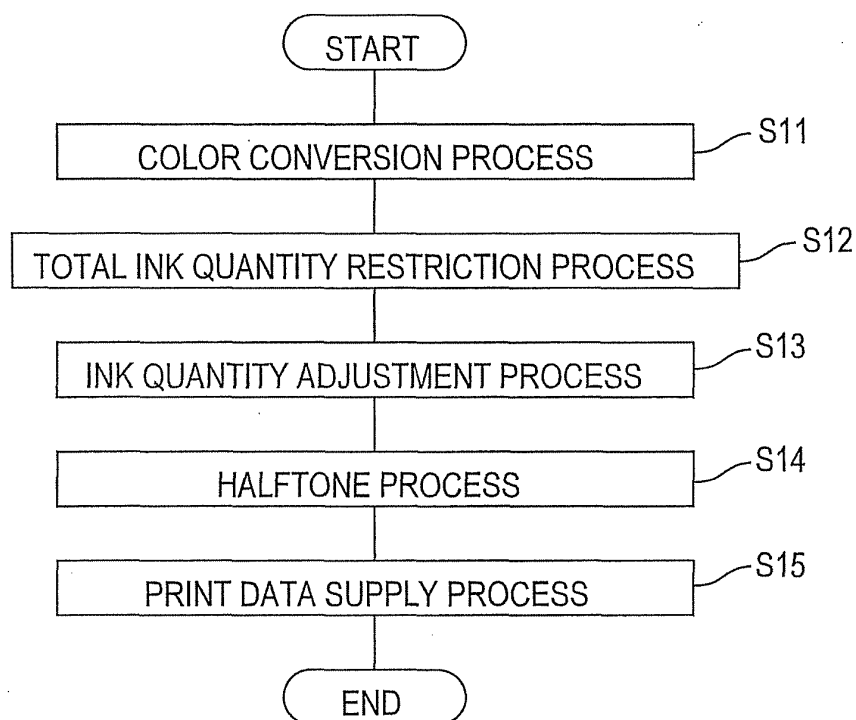 START
COLOR CONVERSION PROCESS
S11
TOTAL INK QUANTITY RESTRICTION PROCESS
S12
INK QUANTITY ADJUSTMENT PROCESS
S13
HALFTONE PROCESS
S14
PRINT DATA SUPPLY PROCESS
S15
END